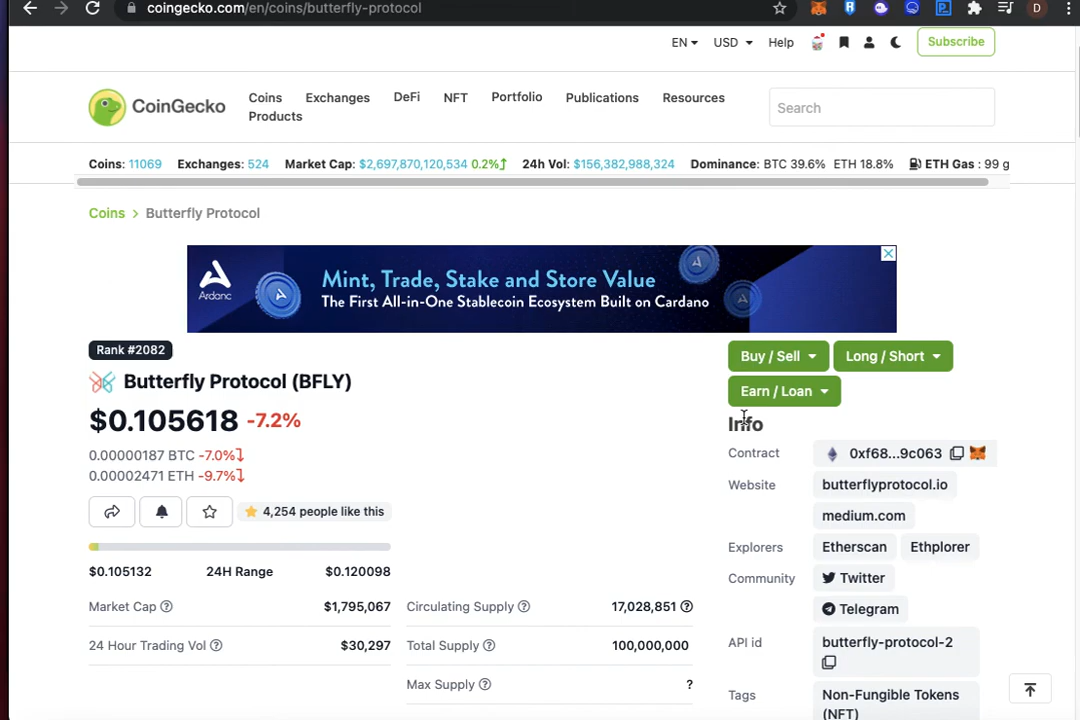 coingecko.com/en/coins/butterfly-protocol
D
EN USD Help Subscribe
CoinGecko
Coins Exchanges DeFi NFT Portfolio Publications Resources
Products
Search
Coins: 11069 Exchanges: 524 Market Cap: $2,697,870,120,534 0.2% 24h Vol: $156,382,988,324 Dominance: BTC 39.6% ETH 18.8% ETH Gas : 99 g
Coins > Butterfly Protocol
Ardanc
Mint, Trade, Stake and Store Value
The First All-in-One Stablecoin Ecosystem Built on Cardano
Rank #2082
Butterfly Protocol (BFLY)
$0.105618 -7.2%
0.00000187 BTC -7.0%
0.00002471 ETH -9.7%
4,254 people like this
$0.105132 24H Range $0.120098
Market Cap $1,795,067
24 Hour Trading Vol $30,297
Circulating Supply 17,028,851
Total Supply 100,000,000
Max Supply ?
Buy / Sell Long / Short
Earn / Loan
Info
Contract 0xf68...9c063
Website butterflyprotocol.io
medium.com
Explorers Etherscan Ethplorer
Community Twitter
Telegram
API id butterfly-protocol-2
Tags Non-Fungible Tokens
(NFT)